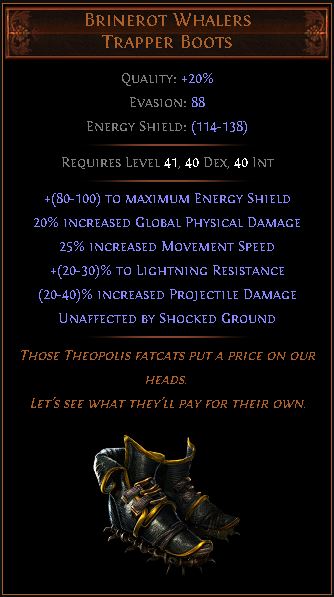 Brinerot Whalers
Trapper Boots
Quality: +20%
Evasion: 88
Energy Shield: (114-138)
Requires Level 41, 40 Dex, 40 Int
+(80-100) to maximum Energy Shield
20% increased Global Physical Damage
25% increased Movement Speed
+(20-30)% to Lightning Resistance
(20-40)% increased Projectile Damage
Unaffected by Shocked Ground
Those Theopolis fatcats put a price on our
heads.
Let's see what they'll pay for their own.